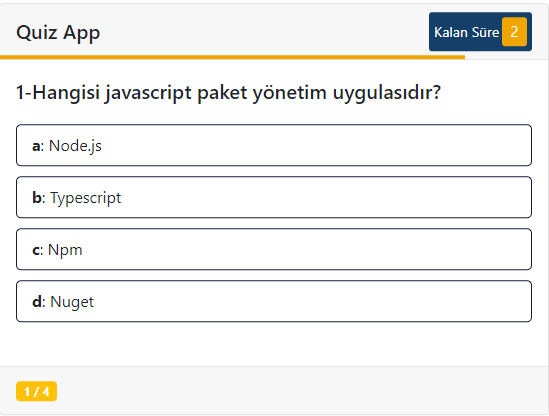 Quiz App
Kalan Süre 2
1-Hangisi javascript paket yönetim uygulasıdır?
a: Node.js
b: Typescript
c: Npm
d: Nuget
1 / 4